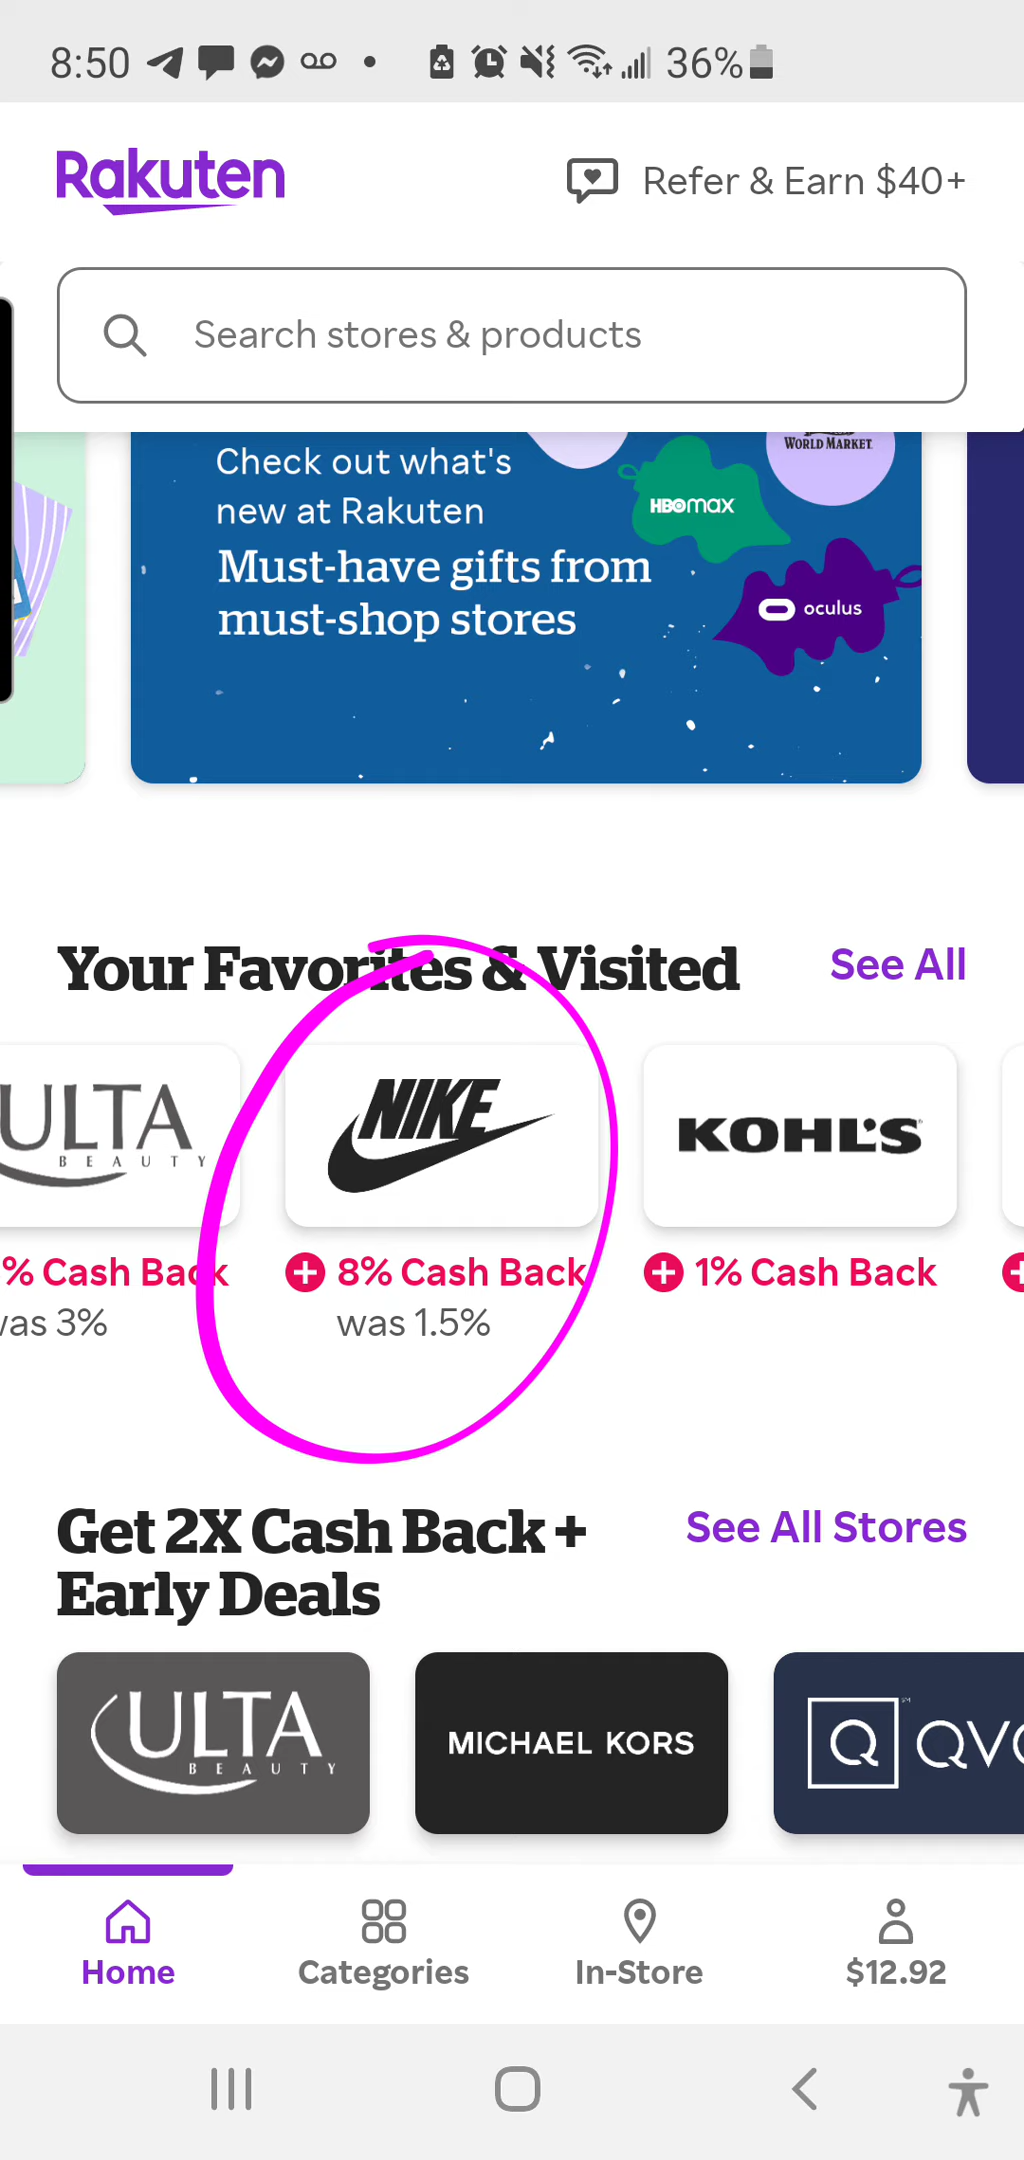 8:50
36%
Rakuten
Refer & Earn $40+
Search stores & products
WORLD MARKET
Check out what's
new at Rakuten
HBOmax
Must-have gifts from
must-shop stores
oculus
Your Favorites & Visited
See All
ULTA
BEAUTY
NIKE
KOHL'S
% Cash Back
8% Cash Back
1% Cash Back
was 3%
was 1.5%
Get 2X Cash Back +
Early Deals
See All Stores
ULTA
BEAUTY
MICHAEL KORS
Q QVC
Home
Categories
In-Store
$12.92